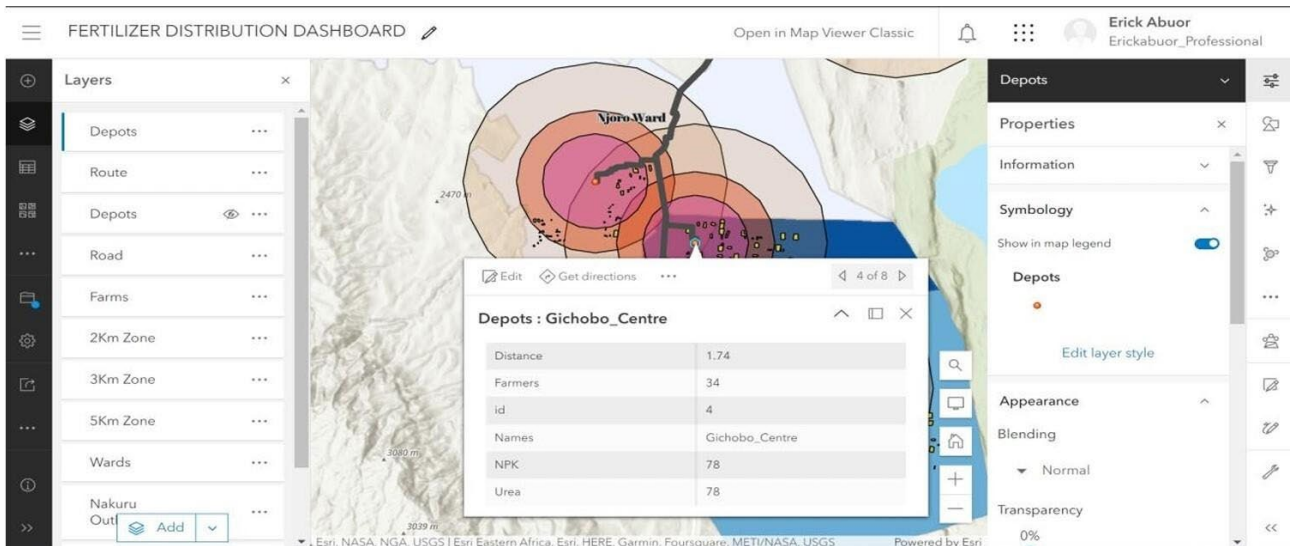 FERTILIZER DISTRIBUTION DASHBOARD
Open in Map Viewer Classic
Erick Abuor
Erickabuor_Professional
Layers
Depots
Route
Depots
Road
Farms
2Km Zone
3Km Zone
5Km Zone
Wards
Nakuru
Add
Njoro Ward
2470 m
3080 m
3039 m
Edit
Get directions
4 of 8
Depots : Gichobo_Centre
Distance 1.74
Farmers 34
id 4
Names Gichobo_Centre
NPK 78
Urea 78
Esri, NASA, NGA, USGS | Esri Eastern Africa, Esri, HERE, Garmin, Foursquare, METI/NASA, USGS
Powered by Esri
Depots
Properties
Information
Symbology
Show in map legend
Depots
Edit layer style
Appearance
Blending
Normal
Transparency
0%